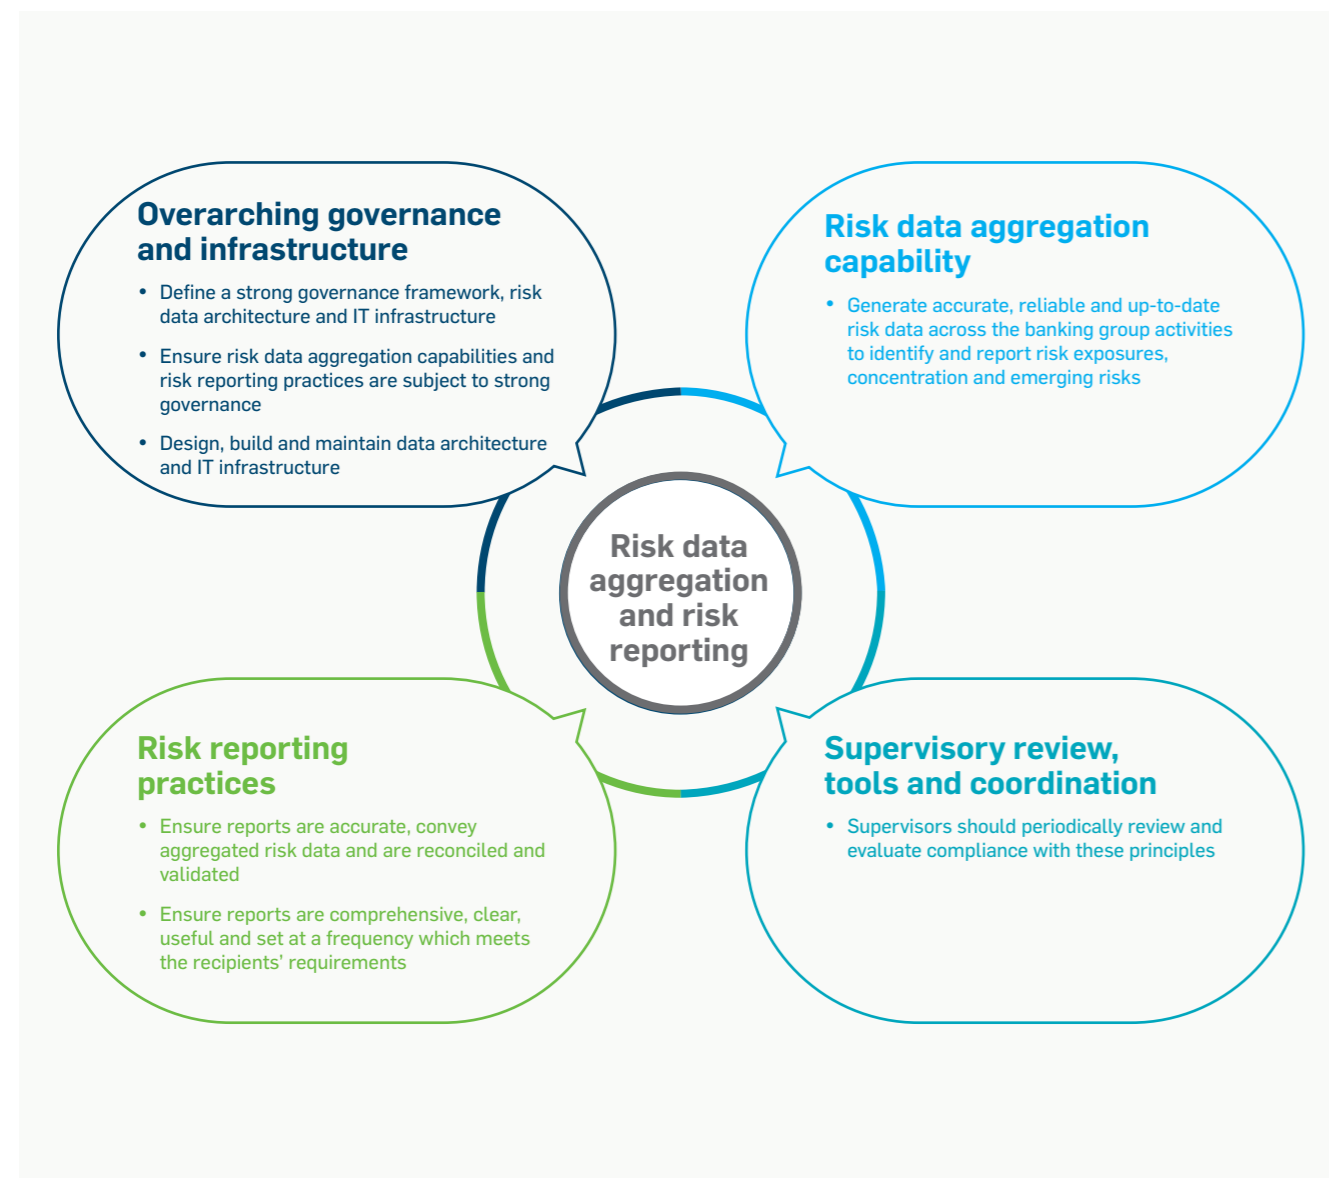 Overarching governance
and infrastructure
• Define a strong governance framework, risk
data architecture and IT infrastructure
• Ensure risk data aggregation capabilities and
risk reporting practices are subject to strong
governance
• Design, build and maintain data architecture
and IT infrastructure
Risk data aggregation
capability
• Generate accurate, reliable and up-to-date
risk data across the banking group activities
to identify and report risk exposures,
concentration and emerging risks
Risk data
aggregation
and risk
reporting
Risk reporting
practices
• Ensure reports are accurate, convey
aggregated risk data and are reconciled and
validated
• Ensure reports are comprehensive, clear,
useful and set at a frequency which meets
the recipients’ requirements
Supervisory review,
tools and coordination
• Supervisors should periodically review and
evaluate compliance with these principles